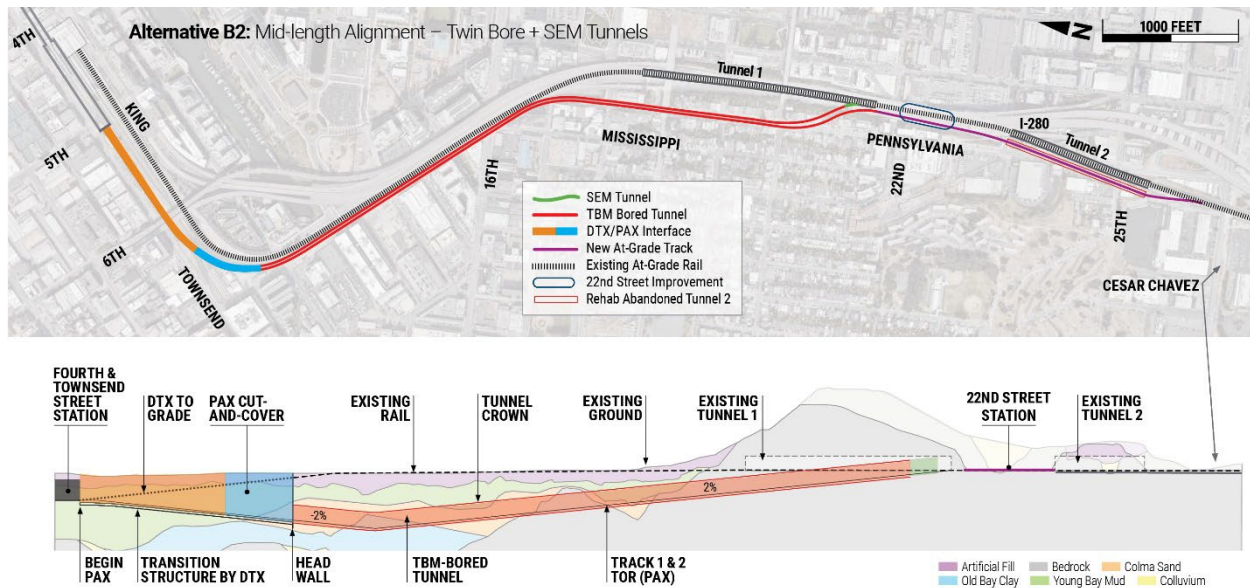 Alternative B2: Mid-length Alignment – Twin Bore + SEM Tunnels
N
1000 FEET
4TH
KING
5TH
6TH
TOWNSEND
16TH
Tunnel 1
MISSISSIPPI
PENNSYLVANIA
22ND
I-280
Tunnel 2
25TH
CESAR CHAVEZ
SEM Tunnel
TBM Bored Tunnel
DTX/PAX Interface
New At-Grade Track
Existing At-Grade Rail
22nd Street Improvement
Rehab Abandoned Tunnel 2
FOURTH &
TOWNSEND
STREET
STATION
DTX TO
GRADE
PAX CUT-
AND-COVER
EXISTING
RAIL
TUNNEL
CROWN
EXISTING
GROUND
EXISTING
TUNNEL 1
22ND STREET
STATION
EXISTING
TUNNEL 2
-2%
2%
BEGIN
PAX
TRANSITION
STRUCTURE BY DTX
HEAD
WALL
TBM-BORED
TUNNEL
TRACK 1 & 2
TOR (PAX)
Artificial Fill
Bedrock
Colma Sand
Old Bay Clay
Young Bay Mud
Colluvium